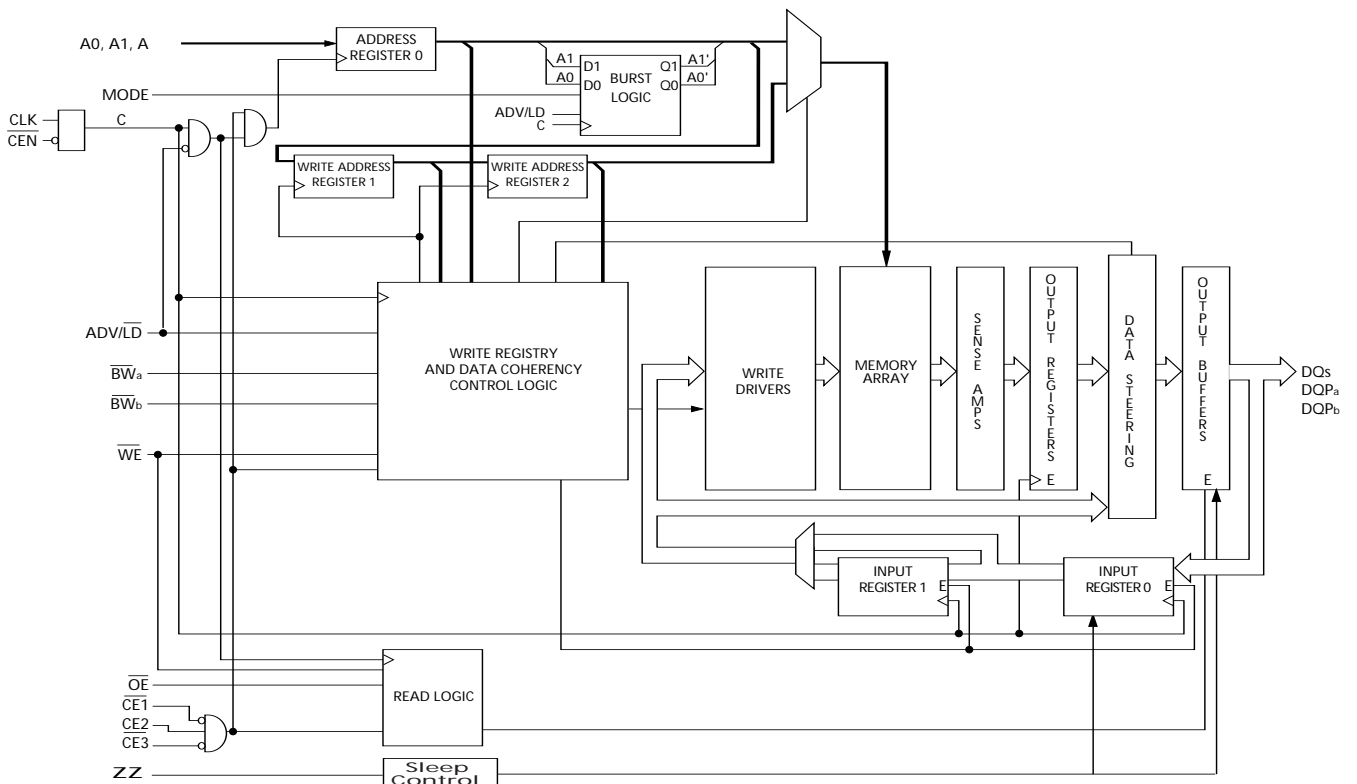 A0, A1, A
ADDRESS
REGISTER 0
MODE
CLK
CEN
C
A1
A0
D1
D0
BURST
LOGIC
Q1
Q0
A1'
A0'
ADV/LD
C
WRITE ADDRESS
REGISTER 1
WRITE ADDRESS
REGISTER 2
ADV/LD
BWa
BWb
WE
WRITE REGISTRY
AND DATA COHERENCY
CONTROL LOGIC
WRITE
DRIVERS
MEMORY
ARRAY
SENSE AMPS
OUTPUT REGISTERS
E
DATA STEERING
OUTPUT BUFFERS
E
DQs
DQPa
DQPb
INPUT
REGISTER 1
E
INPUT
REGISTER 0
E
OE
CE1
CE2
CE3
READ LOGIC
ZZ
Sleep
Control